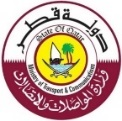 دولة قطر
State Of Qatar
Ministry of Transport & Communications
وزارة المواصلات والاتصالات